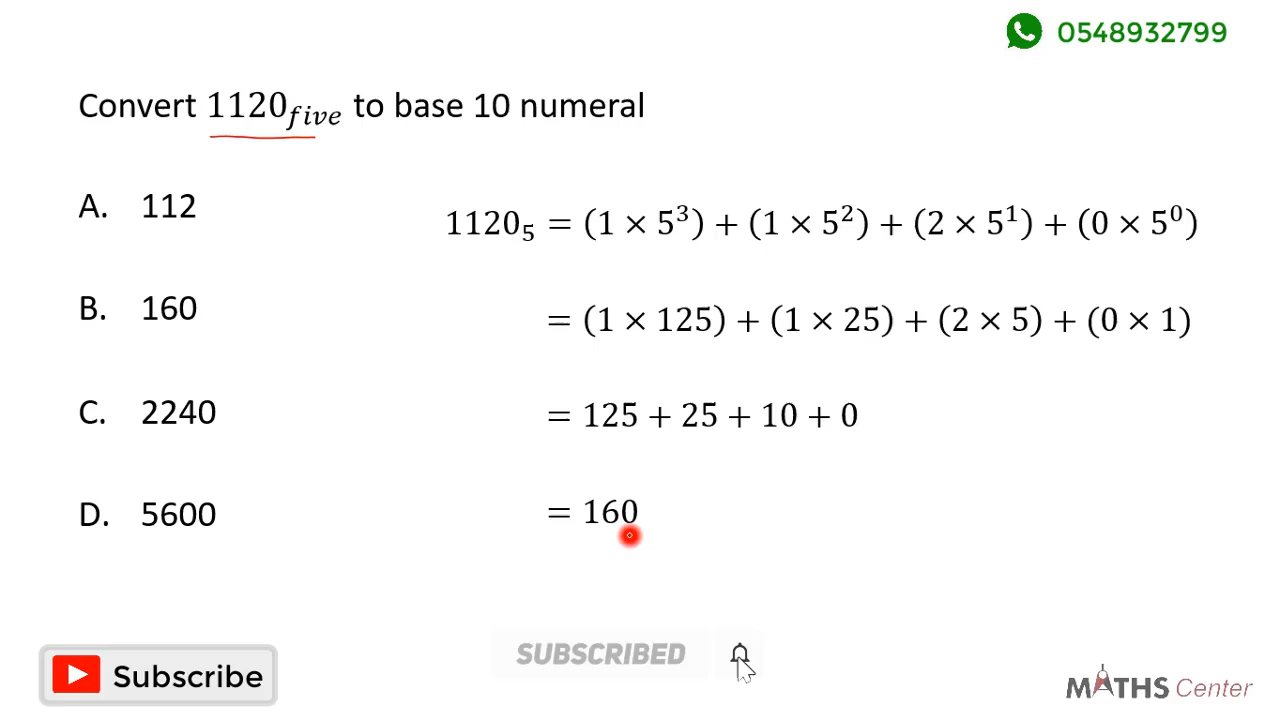 0548932799
Convert 1120_five to base 10 numeral
A. 112
1120₅ = (1 × 5³) + (1 × 5²) + (2 × 5¹) + (0 × 5⁰)
B. 160
= (1 × 125) + (1 × 25) + (2 × 5) + (0 × 1)
C. 2240
= 125 + 25 + 10 + 0
D. 5600
= 160
SUBSCRIBED
Subscribe
MATHS Center